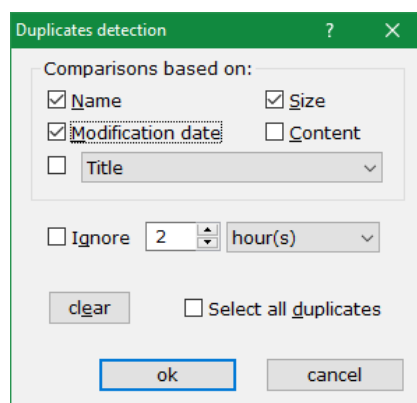 Duplicates detection ? ×
Comparisons based on:
Name Size
Modification date Content
Title
Ignore 2 hour(s)
clear Select all duplicates
ok cancel